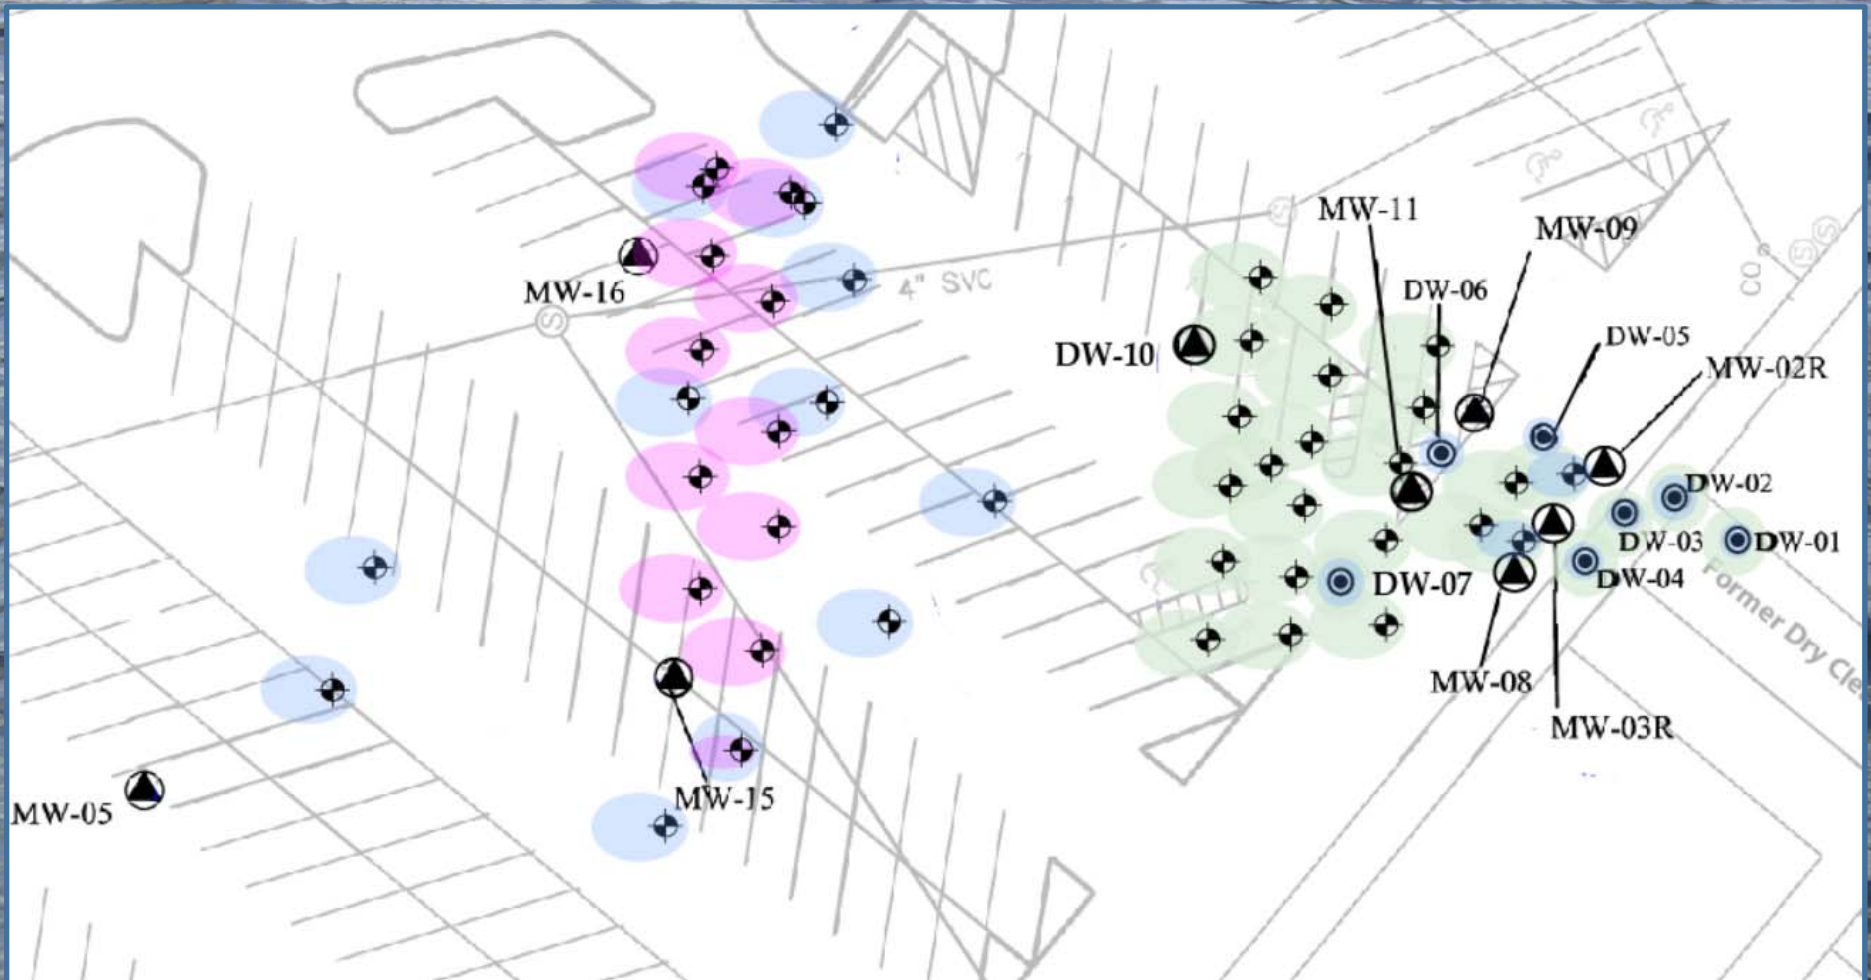 MW-11
MW-09
4" SVC
MW-16
DW-06
CO
S
S
S
S
DW-05
DW-10
MW-02R
DW-02
DW-03
DW-01
DW-07
DW-04
Former Dry Cle
MW-08
MW-03R
MW-15
MW-05